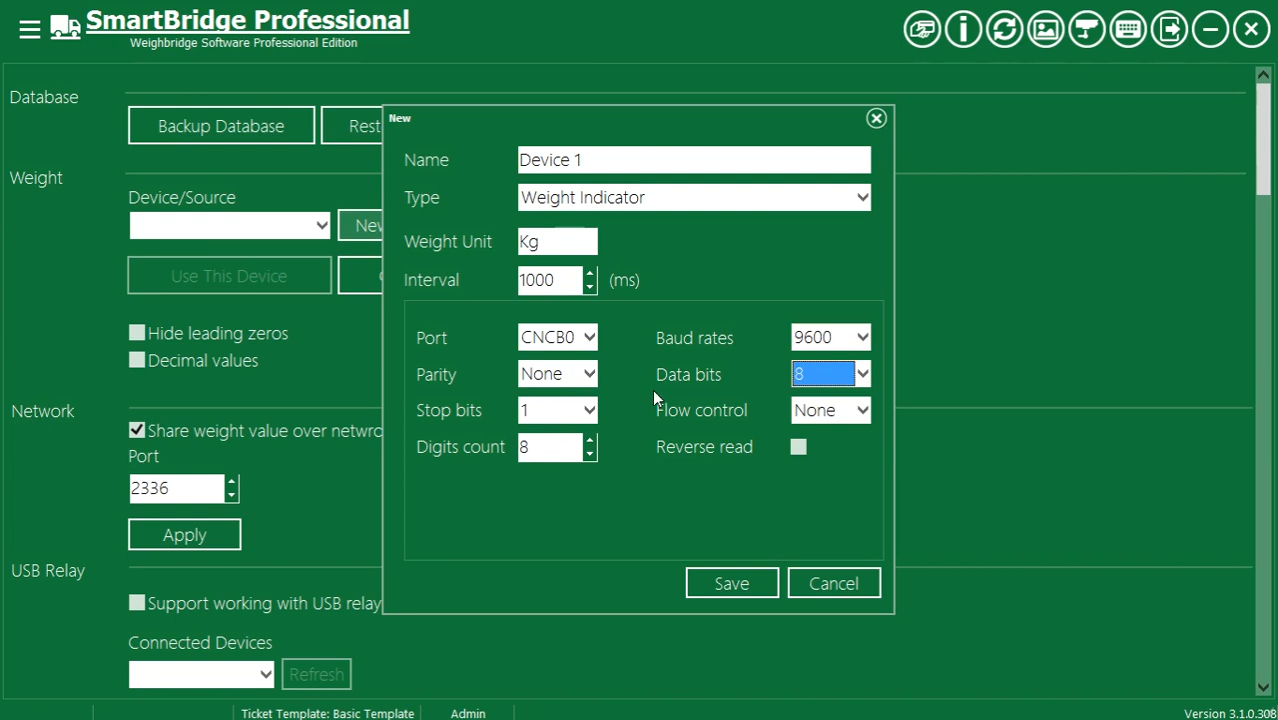 SmartBridge Professional
Weighbridge Software Professional Edition
Database
Backup Database
Rest
Weight
Device/Source
New
Use This Device
Hide leading zeros
Decimal values
Network
Share weight value over netwro
Port
2336
Apply
USB Relay
Support working with USB relay
Connected Devices
Refresh
New
Name
Device 1
Type
Weight Indicator
Weight Unit
Kg
Interval
1000
(ms)
Port
CNCB0
Baud rates
9600
Parity
None
Data bits
8
Stop bits
1
Flow control
None
Digits count
8
Reverse read
Save
Cancel
Ticket Template: Basic Template
Admin
Version 3.1.0.308